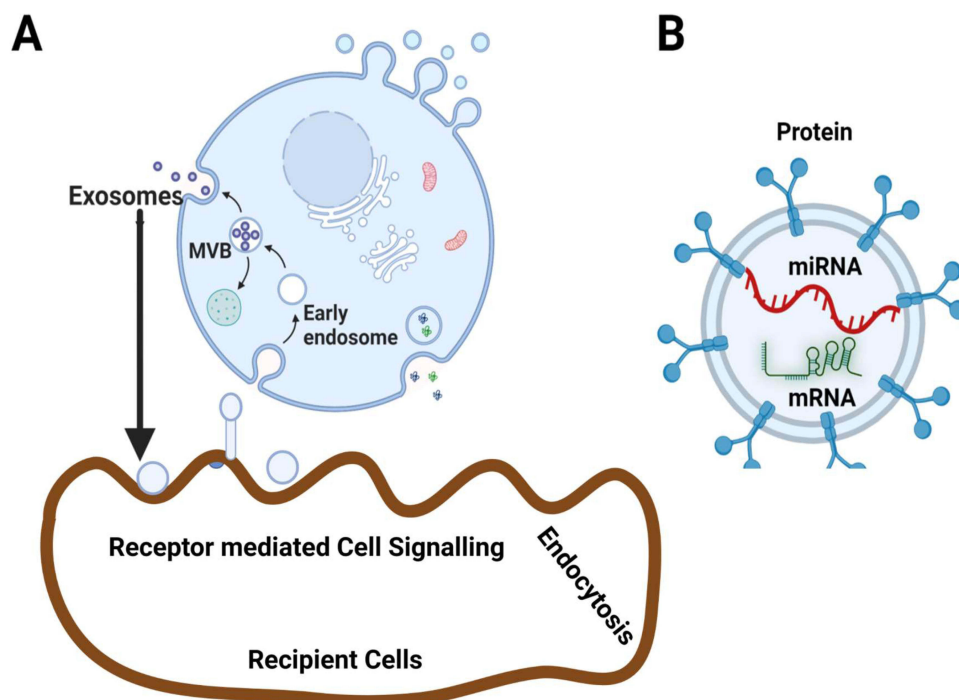 A
Exosomes
MVB
Early
endosome
Receptor mediated Cell Signalling
Endocytosis
Recipient Cells
B
Protein
miRNA
mRNA